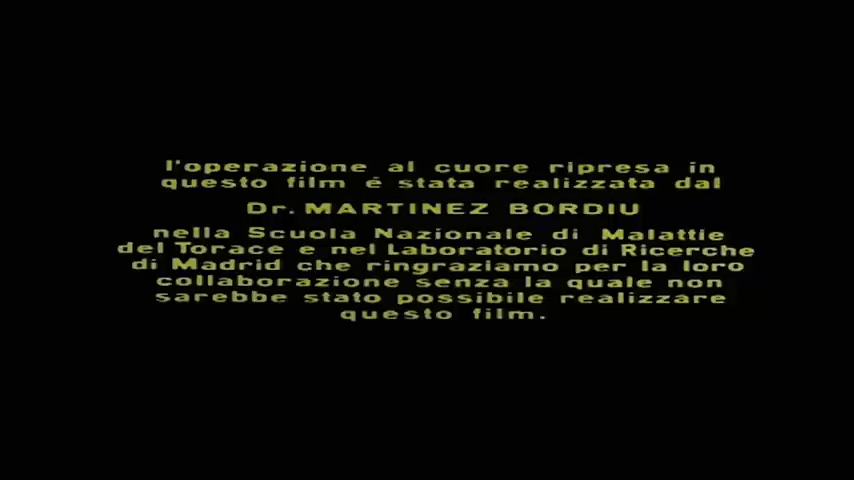 l'operazione al cuore ripresa in
questo film é stata realizzata dal
Dr. MARTINEZ BORDIU
nella Scuola Nazionale di Malattie
del Torace e nel Laboratorio di Ricerche
di Madrid che ringraziamo per la loro
collaborazione senza la quale non
sarebbe stato possibile realizzare
questo film.